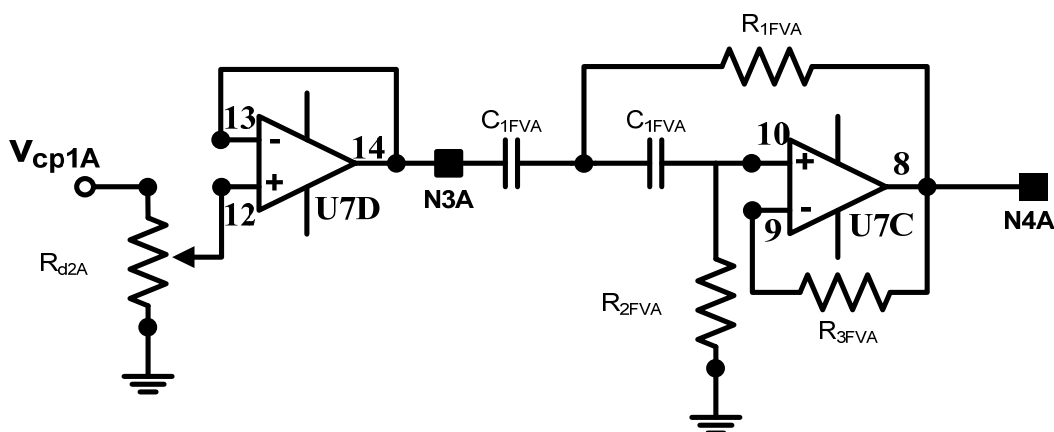 R1FVA
13
14
C1FVA
C1FVA
10
8
Vcp1A
-
+
12
U7D
N3A
+
-
9
U7C
N4A
Rd2A
R2FVA
R3FVA